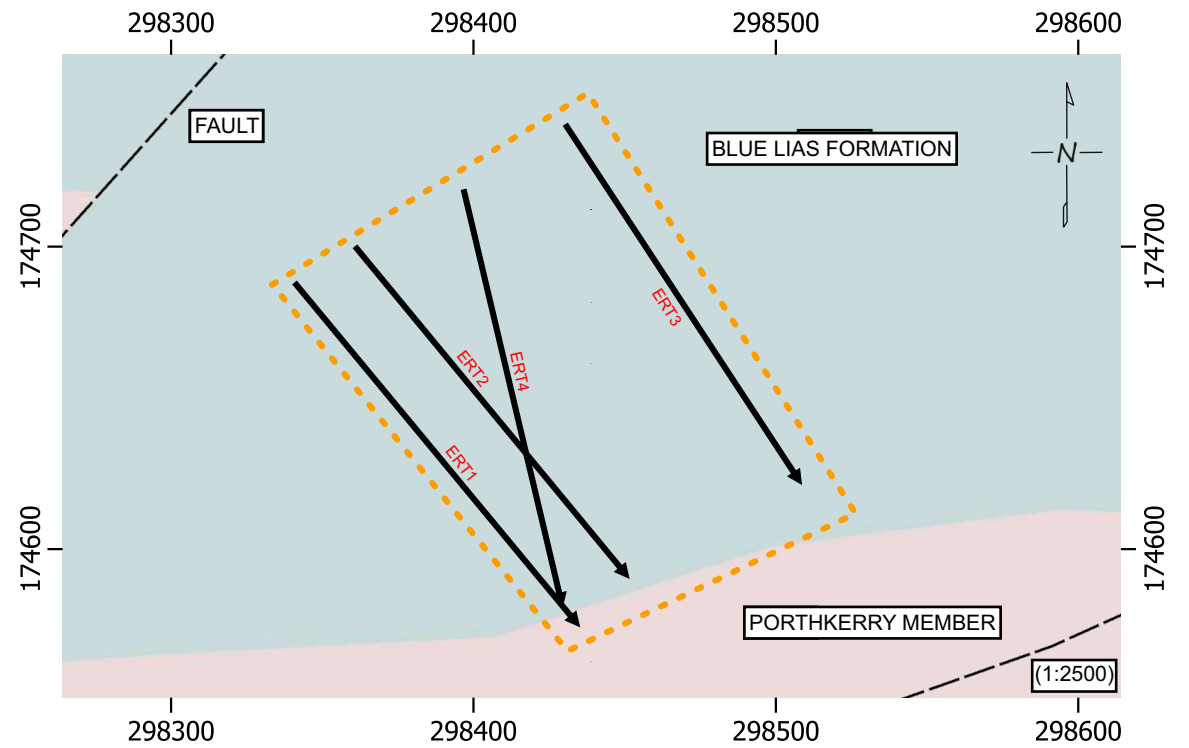 298300 298400 298500 298600
FAULT
BLUE LIAS FORMATION
N
174700
174700
ERT3
ERT2
ERT4
ERT1
174600
174600
PORTHKERRY MEMBER
(1:2500)
298300 298400 298500 298600